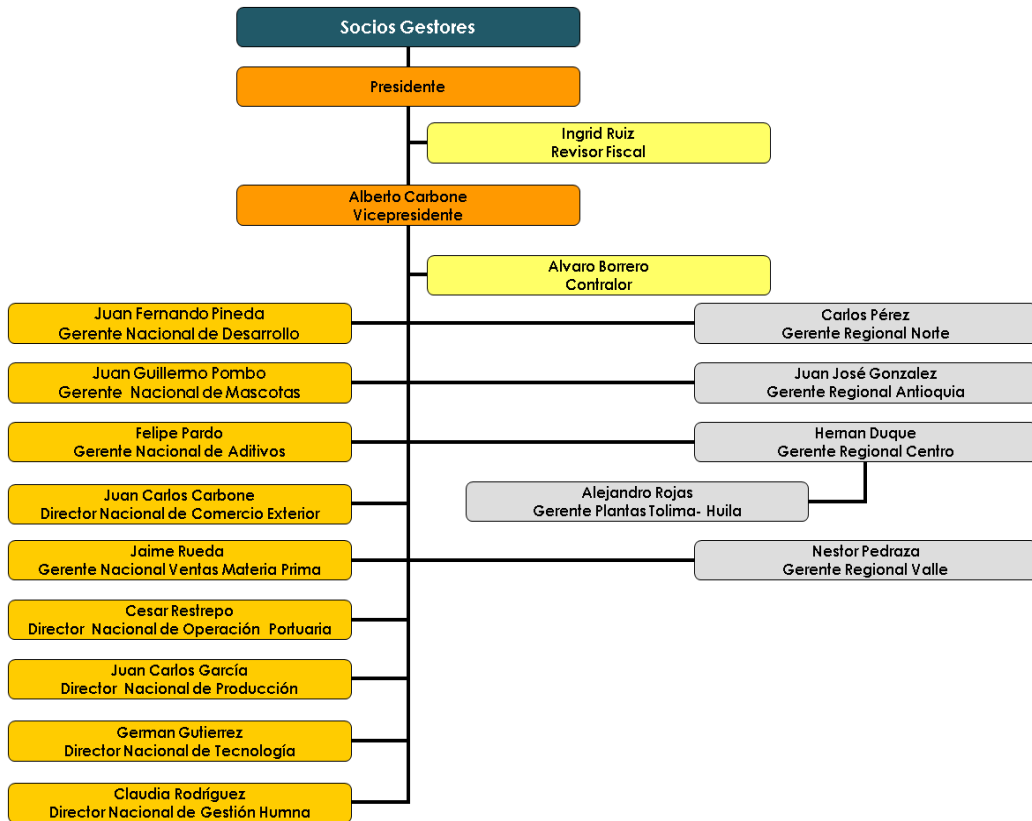 Socios Gestores
Presidente
Ingrid Ruiz
Revisor Fiscal
Alberto Carbone
Vicepresidente
Alvaro Borrero
Contralor
Juan Fernando Pineda
Gerente Nacional de Desarrollo
Carlos Pérez
Gerente Regional Norte
Juan Guillermo Pombo
Gerente Nacional de Mascotas
Juan José Gonzalez
Gerente Regional Antioquia
Felipe Pardo
Gerente Nacional de Aditivos
Hernan Duque
Gerente Regional Centro
Juan Carlos Carbone
Director Nacional de Comercio Exterior
Alejandro Rojas
Gerente Plantas Tolima- Huila
Jaime Rueda
Gerente Nacional Ventas Materia Prima
Nestor Pedraza
Gerente Regional Valle
Cesar Restrepo
Director Nacional de Operación Portuaria
Juan Carlos García
Director Nacional de Producción
German Gutierrez
Director Nacional de Tecnología
Claudia Rodríguez
Director Nacional de Gestión Humna